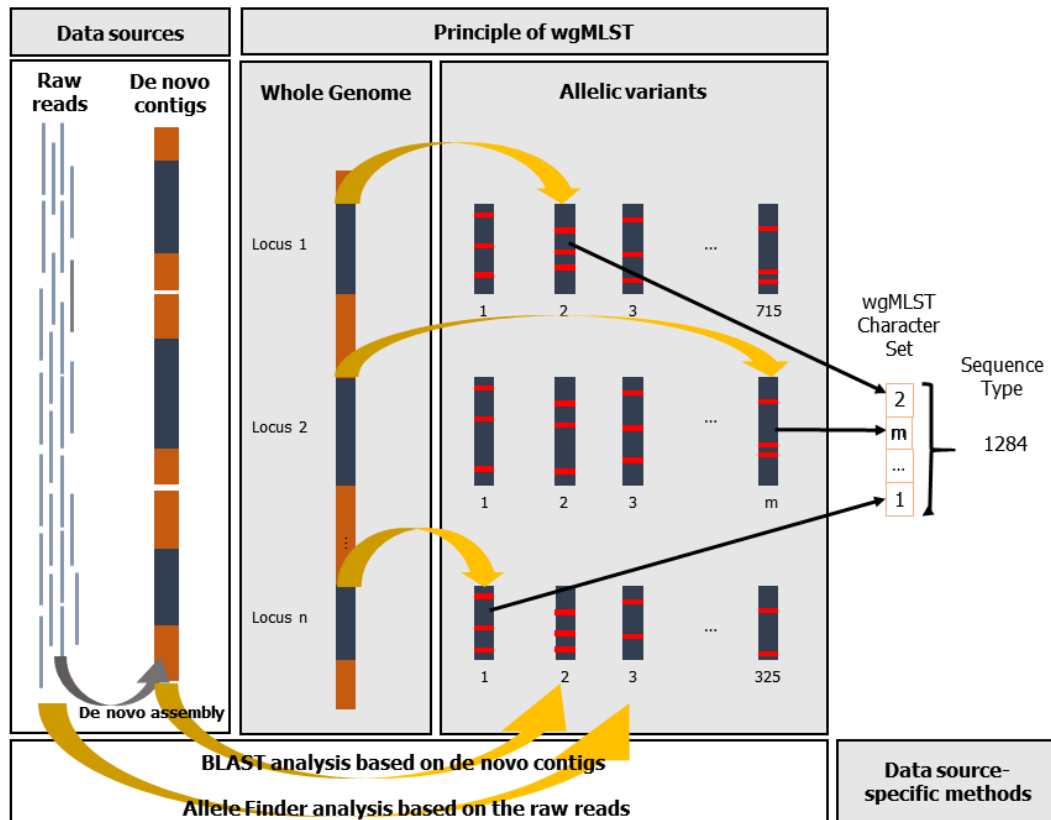 Data sources
Principle of wgMLST
Raw
reads
De novo
contigs
Whole Genome
Allelic variants
Locus 1
...
1
2
3
715
Locus 2
...
1
2
3
m
...
Locus n
...
1
2
3
325
wgMLST
Character
Set
2
m
...
1
Sequence
Type
1284
De novo assembly
BLAST analysis based on de novo contigs
Allele Finder analysis based on the raw reads
Data source-
specific methods